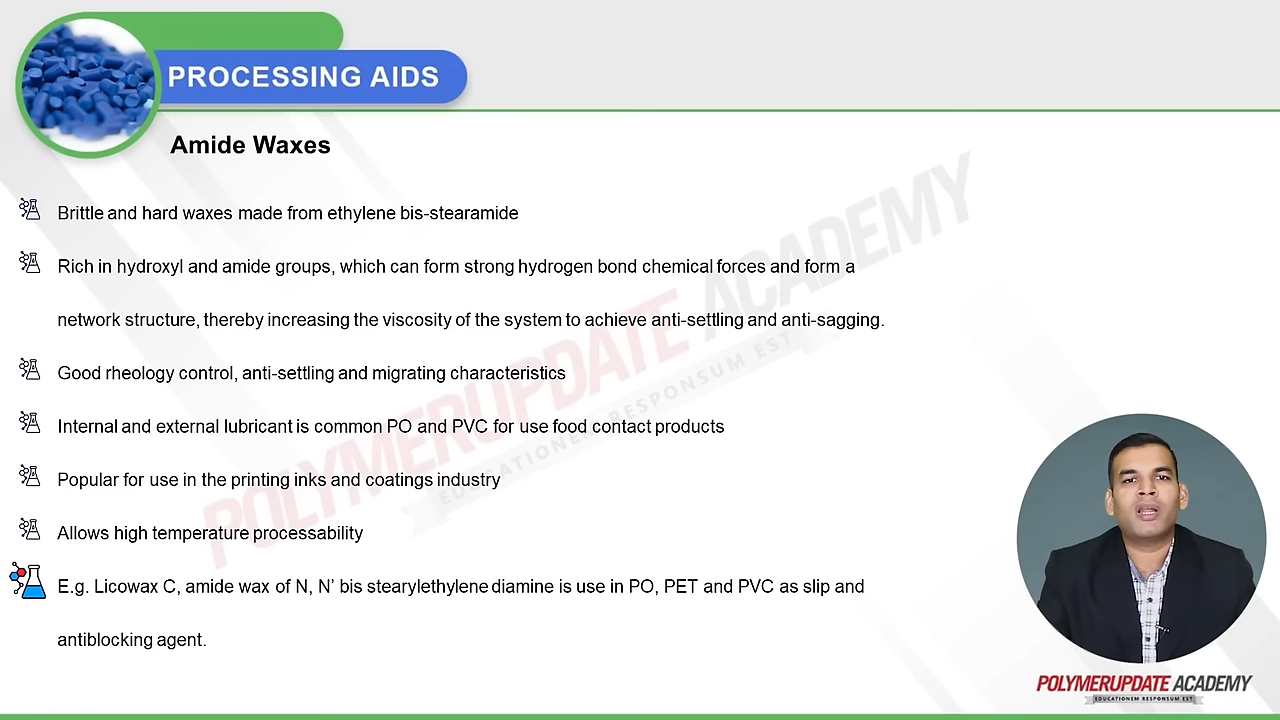 PROCESSING AIDS
Amide Waxes
Brittle and hard waxes made from ethylene bis-stearamide
Rich in hydroxyl and amide groups, which can form strong hydrogen bond chemical forces and form a
network structure, thereby increasing the viscosity of the system to achieve anti-settling and anti-sagging.
Good rheology control, anti-settling and migrating characteristics
Internal and external lubricant is common PO and PVC for use food contact products
Popular for use in the printing inks and coatings industry
Allows high temperature processability
E.g. Licowax C, amide wax of N, N’ bis stearylethylene diamine is use in PO, PET and PVC as slip and
antiblocking agent.
POLYMERUPDATE ACADEMY
EDUCATIONEM RESPONSUM EST
POLYMERUPDATE ACADEMY
EDUCATIONEM RESPONSUM EST